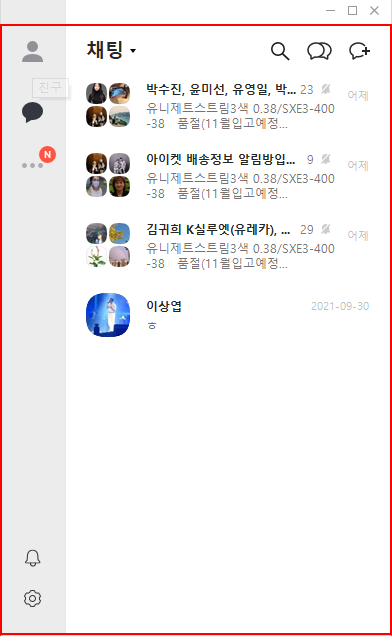 채팅
친구
N
박수진, 윤미선, 유영일, 박... 23
어제
유니제트스트림3색 0.38/SXE3-400
-38 품절(11월입고예정...
아이켓 배송정보 알림방입... 9
어제
유니제트스트림3색 0.38/SXE3-400
-38 품절(11월입고예정...
김귀희 K실루엣(유레카), ... 29
어제
유니제트스트림3색 0.38/SXE3-400
-38 품절(11월입고예정...
이상엽
2021-09-30
ㅎ